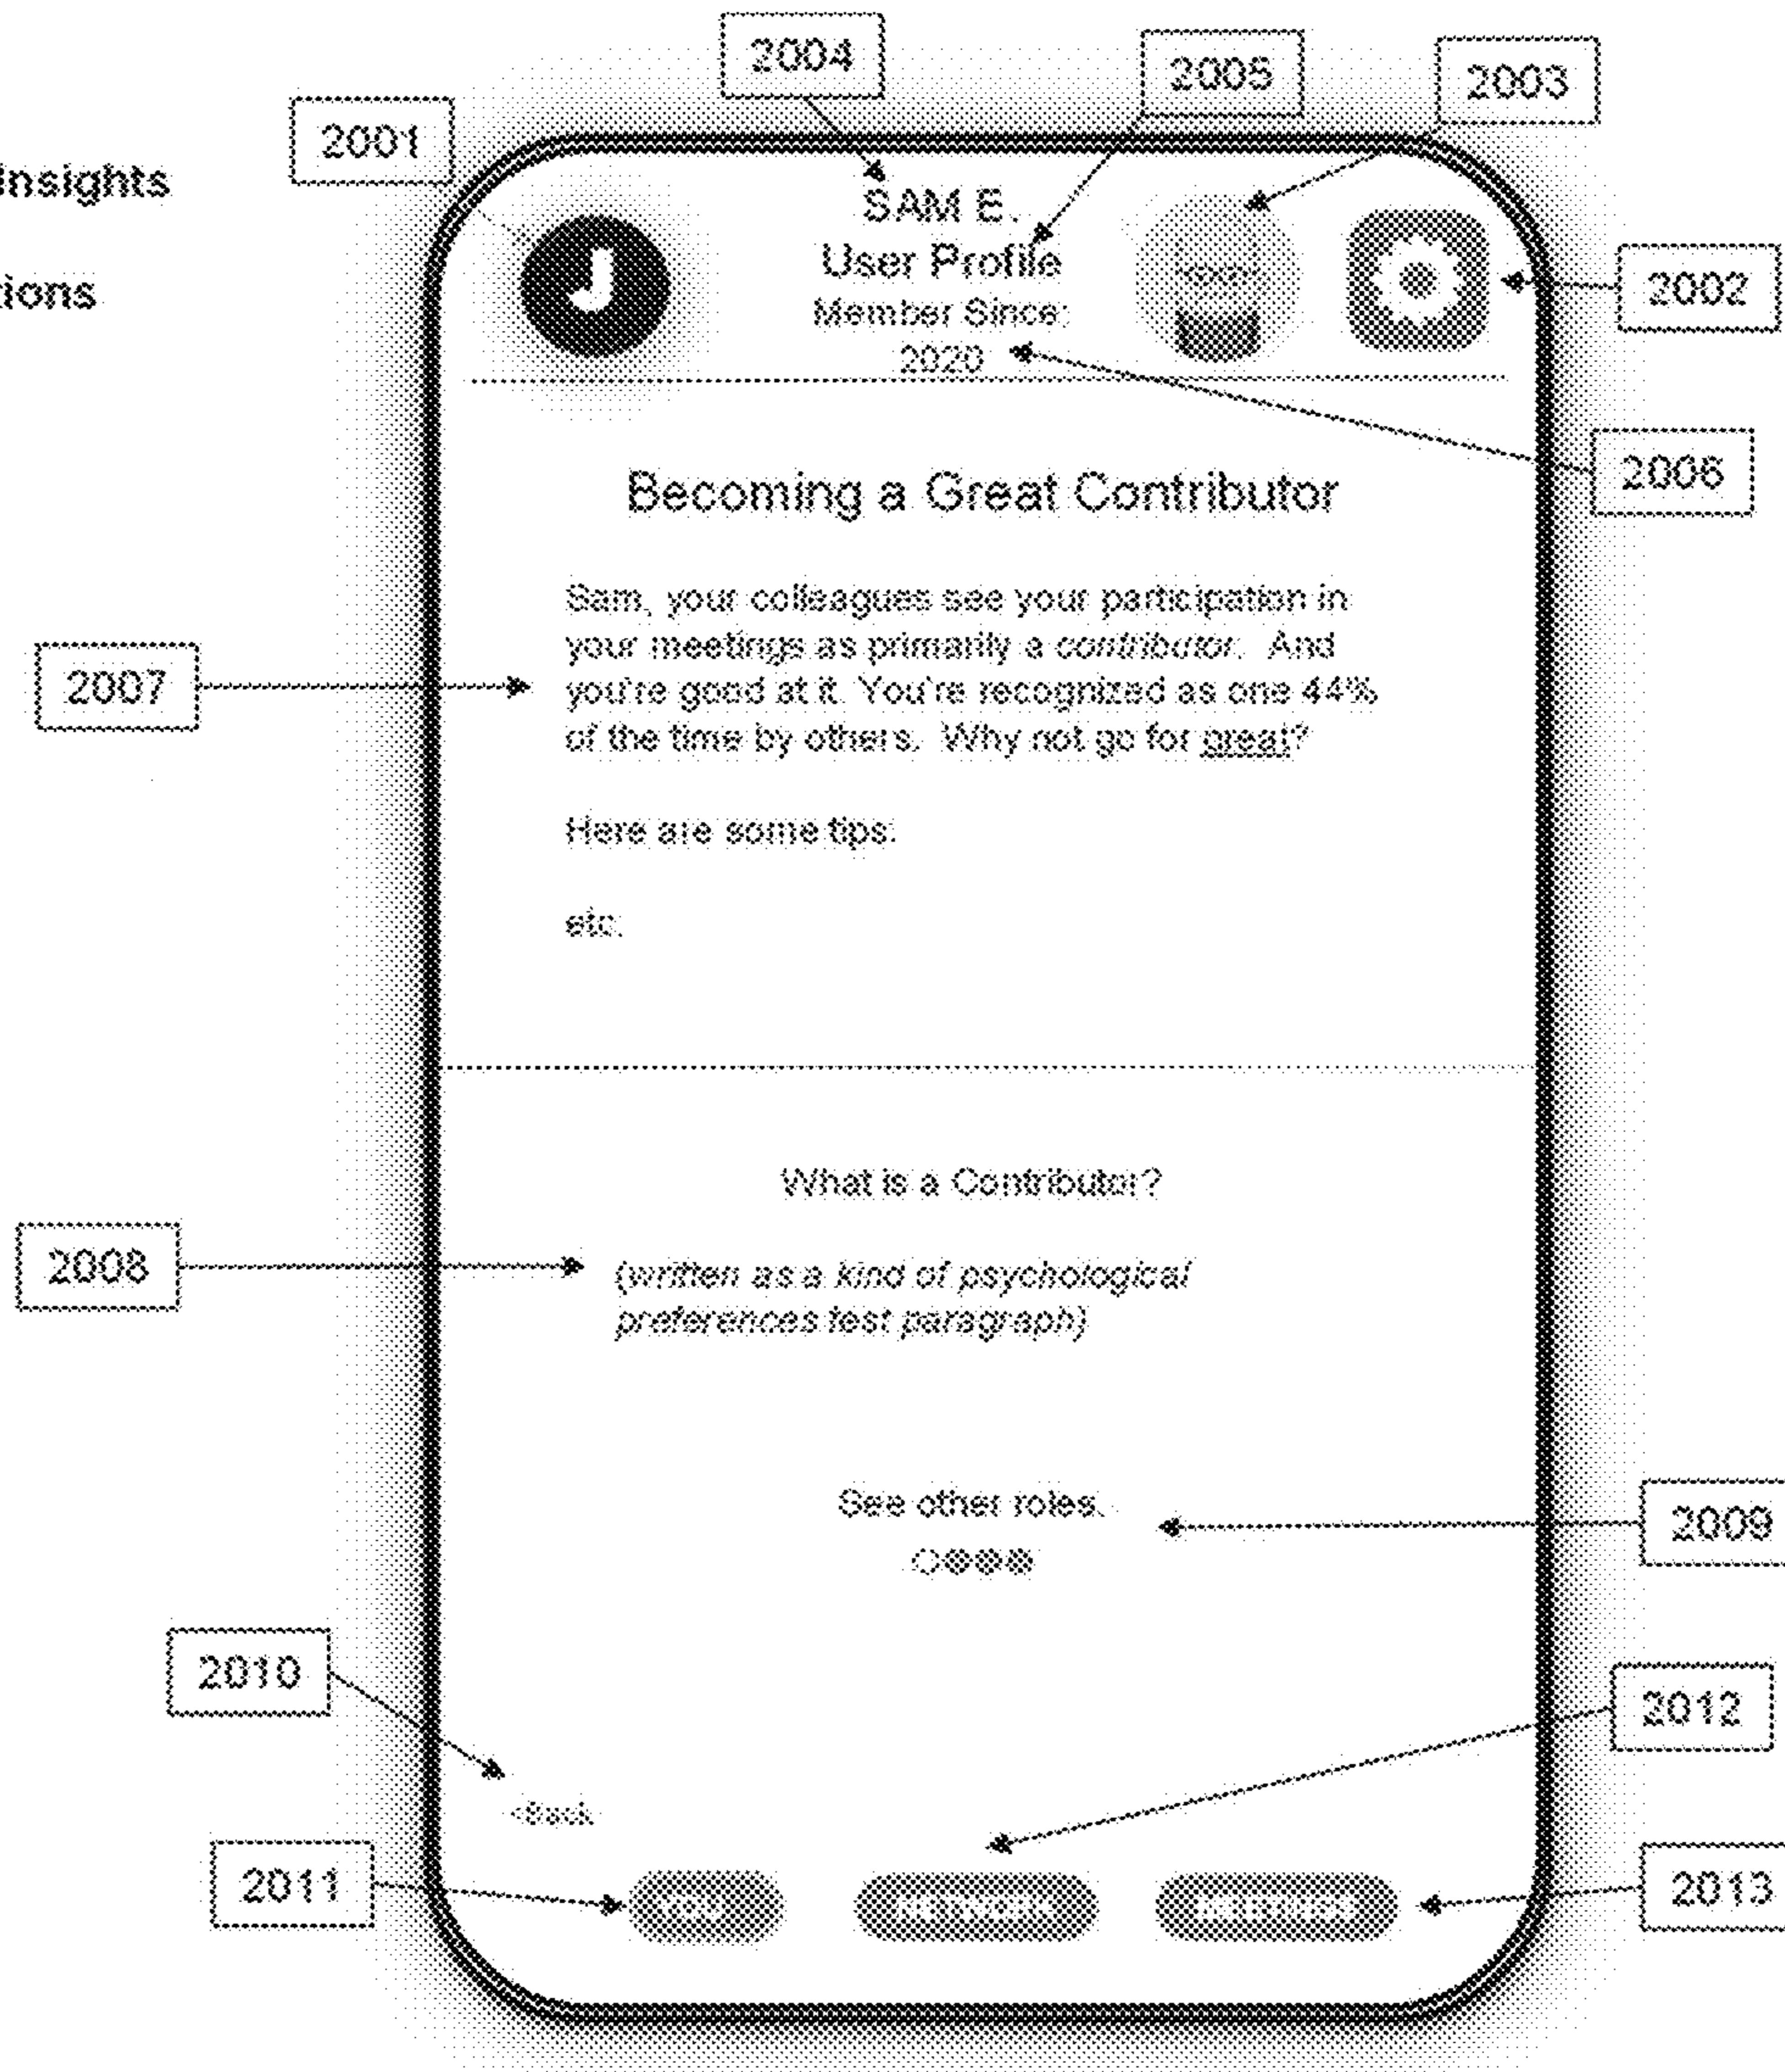 2004
2005
2003
2001
Insights
SAM E.
J
User Profile
2002
tions
Member Since:
2020
2006
Becoming a Great Contributor
Sam, your colleagues see your participation in
your meetings as primarily a contributor. And
2007
you're good at it. You're recognized as one 44%
of the time by others. Why not go for great?
Here are some tips:
etc.
What is a Contributor?
2008
(written as a kind of psychological
preferences test paragraph)
See other roles.
2009
2010
2012
<Back
2011
YOU
NETWORK
MEETINGS
2013